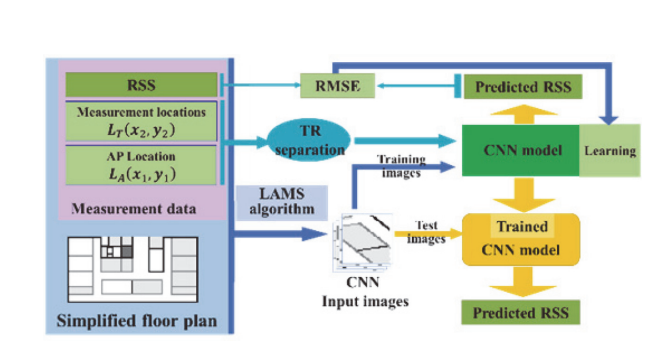 RSS
Measurement locations
L_T(x_2, y_2)
AP Location
L_A(x_1, y_1)
Measurement data
Simplified floor plan
RMSE
TR
separation
LAMS
algorithm
Training
images
CNN
Input images
Test
images
Predicted RSS
CNN model
Learning
Trained
CNN model
Predicted RSS